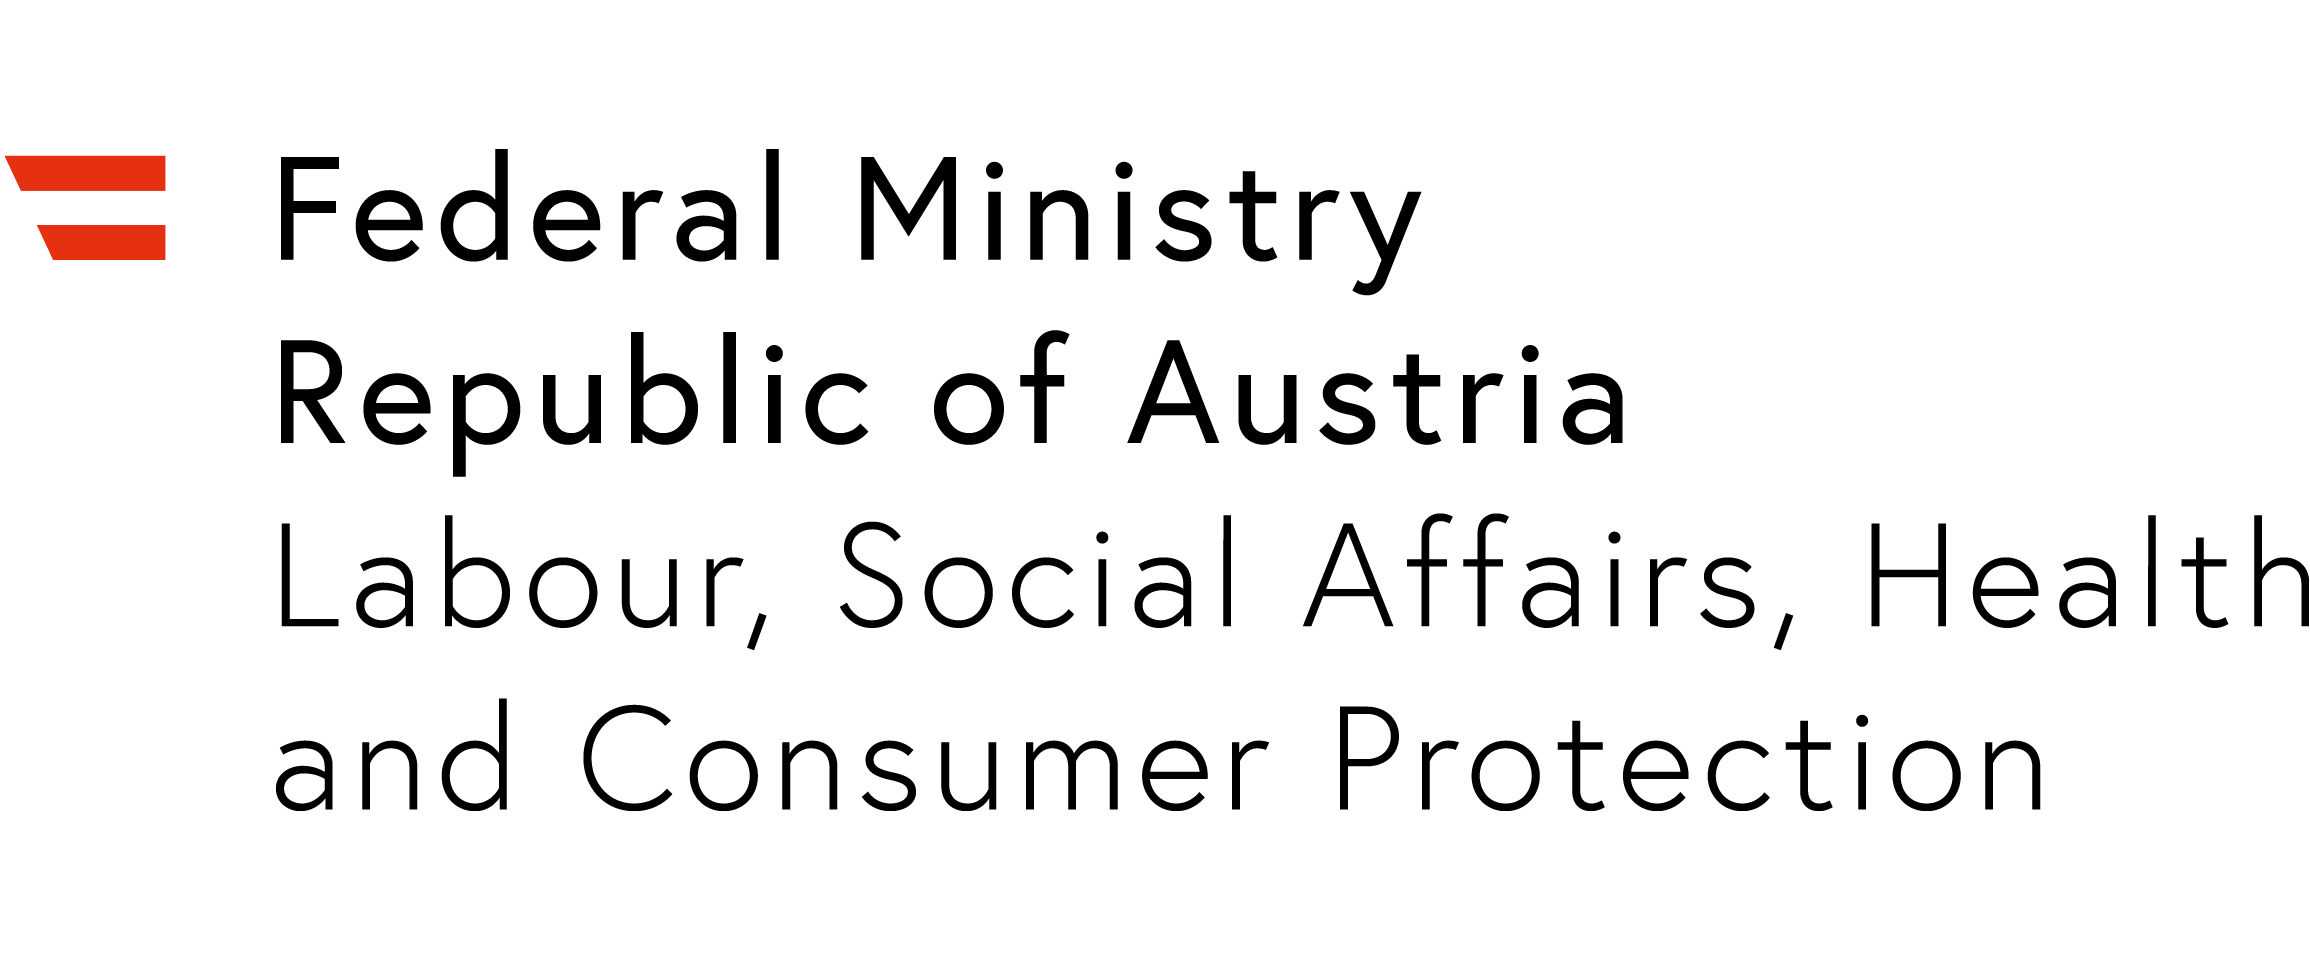 Federal Ministry
Republic of Austria
Labour, Social Affairs, Health
and Consumer Protection